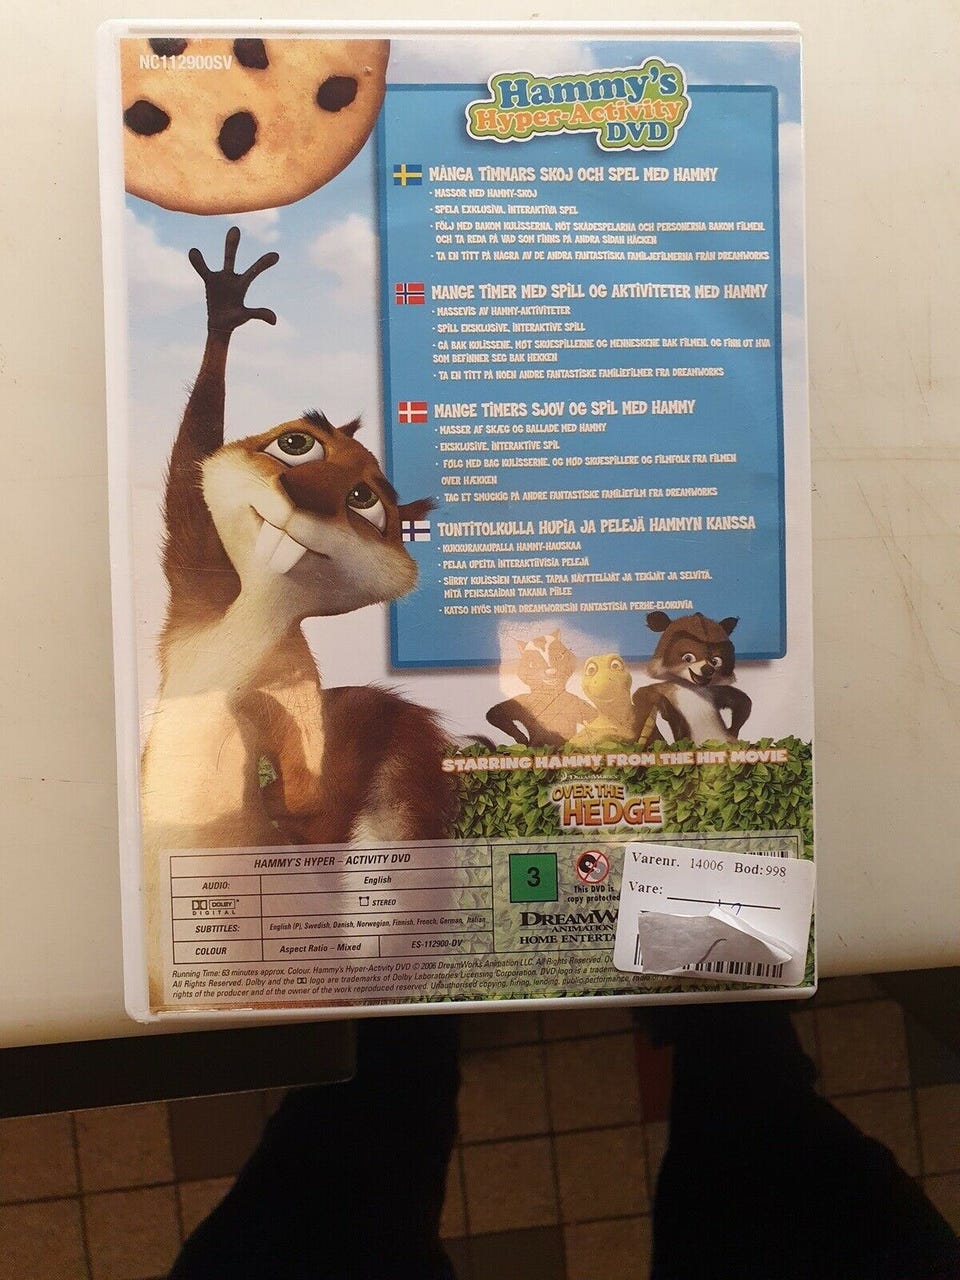 NC112900SV
Hammy's
Hyper-Activity
DVD
MÅNGA TIMMARS SKOJ OCH SPEL MED HAMMY
· MASSOR MED HAMMY-SKOJ
· SPELA EXKLUSIVA, INTERAKTIVA SPEL
· FÖLJ MED BAKOM KULISSERNA, MÖT SKÅDESPELARNA OCH PERSONERNA BAKOM FILMEN,
OCH TA REDA PÅ VAD SOM FINNS PÅ ANDRA SIDAN HÄCKEN
· TA EN TITT PÅ NÅGRA AV DE ANDRA FANTASTISKA FAMILJEFILMERNA FRÅN DREAMWORKS
MANGE TIMER MED SPILL OG AKTIVITETER MED HAMMY
· MASSEVIS AV HAMMY-AKTIVITETER
· SPILL EKSKLUSIVE, INTERAKTIVE SPILL
· GÅ BAK KULISSENE, MØT SKUESPILLERNE OG MENNESKENE BAK FILMEN, OG FINN UT HVA
SOM BEFINNER SEG BAK HEKKEN
· TA EN TITT PÅ NOEN ANDRE FANTASTISKE FAMILIEFILMER FRA DREAMWORKS
MANGE TIMERS SJOV OG SPIL MED HAMMY
· MASSER AF SKÆG OG BALLADE MED HAMMY
· EKSKLUSIVE, INTERAKTIVE SPIL
· FØLG MED BAG KULISSERNE, OG MØD SKUESPILLERE OG FILMFOLK FRA FILMEN
OVER HÆKKEN
· TAG ET SMUGKIG PÅ ANDRE FANTASTISKE FAMILIEFILM FRA DREAMWORKS
TUNTITOLKULLA HUPIA JA PELEJÄ HAMMYN KANSSA
· KUKKURAKAUPALLA HAMMY-HAUSKAA
· PELAA UPEITA INTERAKTIIVISIA PELEJÄ
· SIIRRY KULISSIEN TAAKSE, TAPAA NÄYTTELIJÄT JA TEKIJÄT JA SELVITÄ,
MITÄ PENSASAIDAN TAKANA PIILEE
· KATSO MYÖS MUITA DREAMWORKSIN FANTASTISIA PERHE-ELOKUVIA
STARRING HAMMY FROM THE HIT MOVIE
DREAMWORKS
OVER THE
HEDGE
HAMMY'S HYPER – ACTIVITY DVD
AUDIO: English
DOLBY DIGITAL STEREO
SUBTITLES: English (P), Swedish, Danish, Norwegian, Finnish, French, German, Italian
COLOUR Aspect Ratio – Mixed ES-112900-DV
3
This DVD is
copy protected
DREAMW
ANIMATION
HOME ENTERTA
Varenr. 14006 Bod: 998
Vare:
Running Time: 63 minutes approx. Colour. Hammy's Hyper-Activity DVD © 2006 DreamWorks Animation LLC. All Rights Reserved.
All Rights Reserved. Dolby and the DD logo are trademarks of Dolby Laboratories Licensing Corporation. DVD logo is a tradem
rights of the producer and of the owner of the work reproduced reserved. Unauthorised copying, hiring, lending, public performance, radio